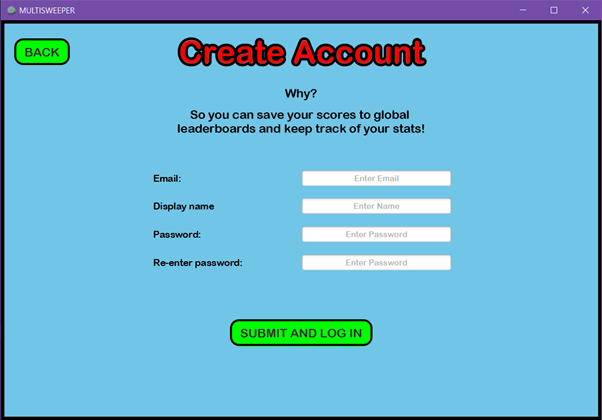 MULTISWEEPER
BACK
Create Account
Why?
So you can save your scores to global
leaderboards and keep track of your stats!
Email:
Enter Email
Display name
Enter Name
Password:
Enter Password
Re-enter password:
Enter Password
SUBMIT AND LOG IN